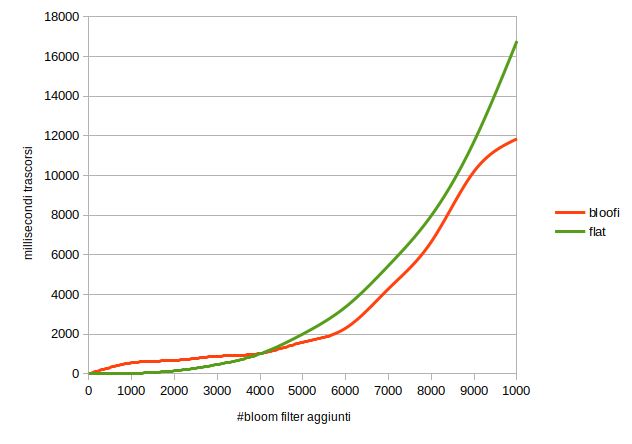 18000
16000
14000
12000
10000
8000
6000
4000
2000
0
millisecondi trascorsi
0 1000 2000 3000 4000 5000 6000 7000 8000 9000 1000
#bloom filter aggiunti
bloofi
flat